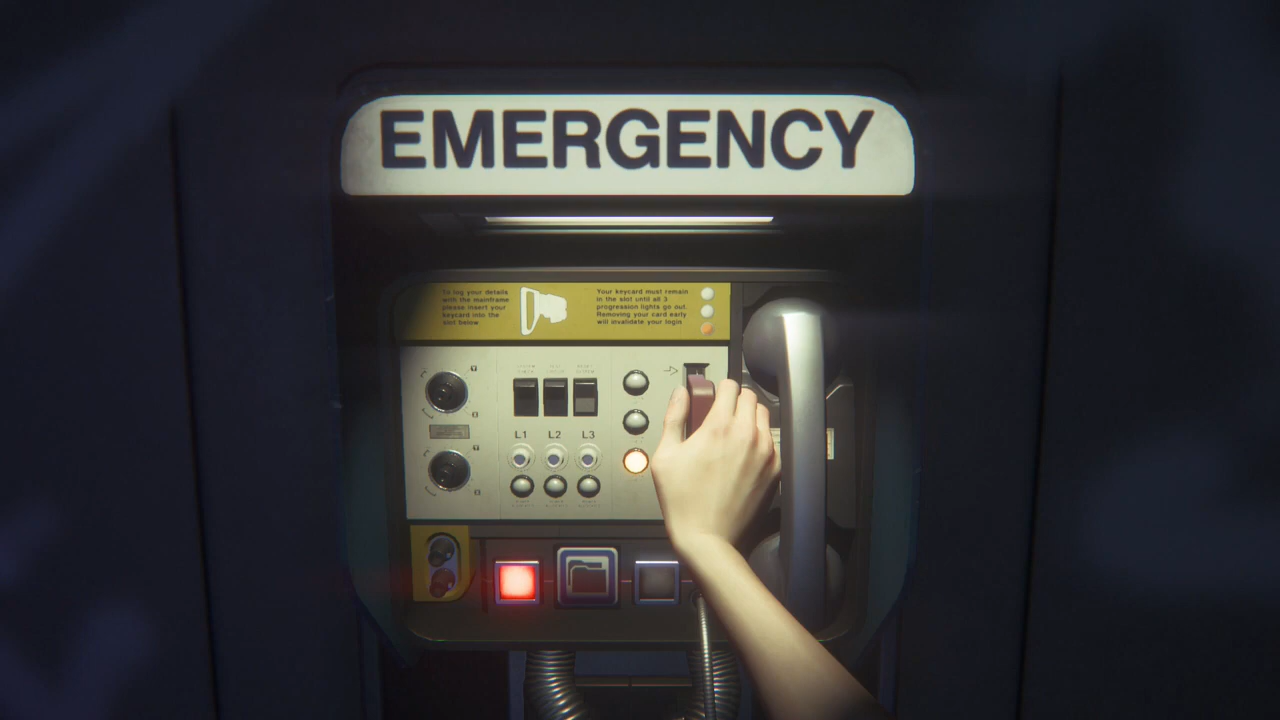 EMERGENCY
To log your details
with the mainframe
please insert your
keycard into the
slot below
Your keycard must remain
in the slot until all 3
progression lights go out.
Removing your card early
will invalidate your login
L1 L2 L3